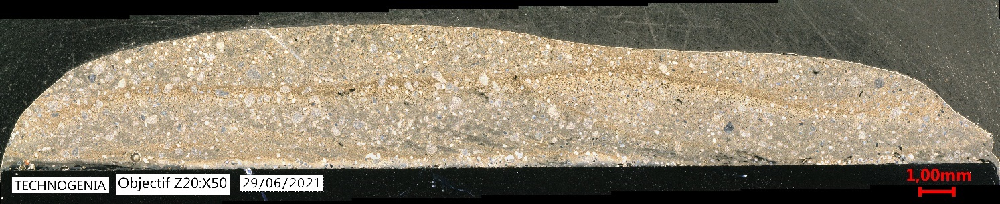 TECHNOGENIA
Objectif Z20:X50
29/06/2021
1,00mm